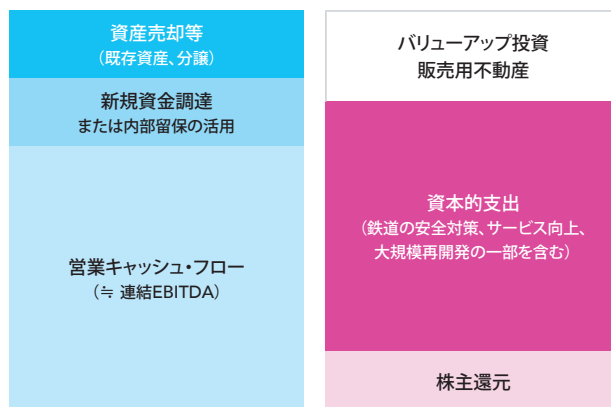 資産売却等
（既存資産、分譲）
新規資金調達
または内部留保の活用
営業キャッシュ・フロー
（≒ 連結EBITDA）
バリューアップ投資
販売用不動産
資本的支出
（鉄道の安全対策、サービス向上、
大規模再開発の一部を含む）
株主還元